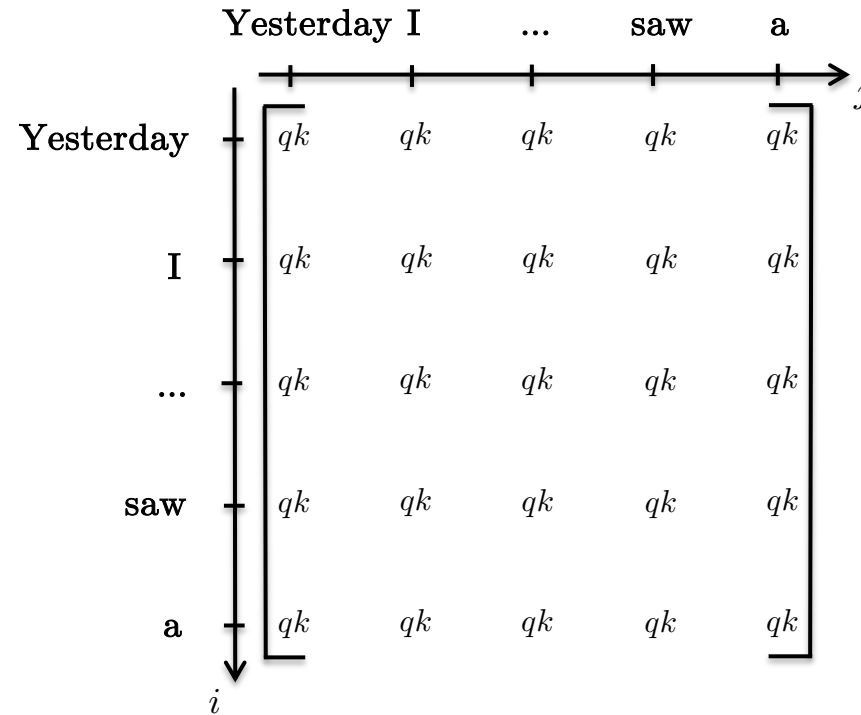 Yesterday I ... saw a
j
Yesterday qk qk qk qk qk
I qk qk qk qk qk
... qk qk qk qk qk
saw qk qk qk qk qk
a qk qk qk qk qk
i